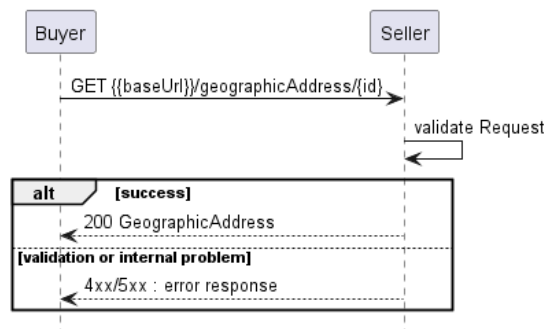 Buyer
Seller
GET {{baseUrl}}/geographicAddress/{id}
validate Request
alt [success]
200 GeographicAddress
[validation or internal problem]
4xx/5xx : error response